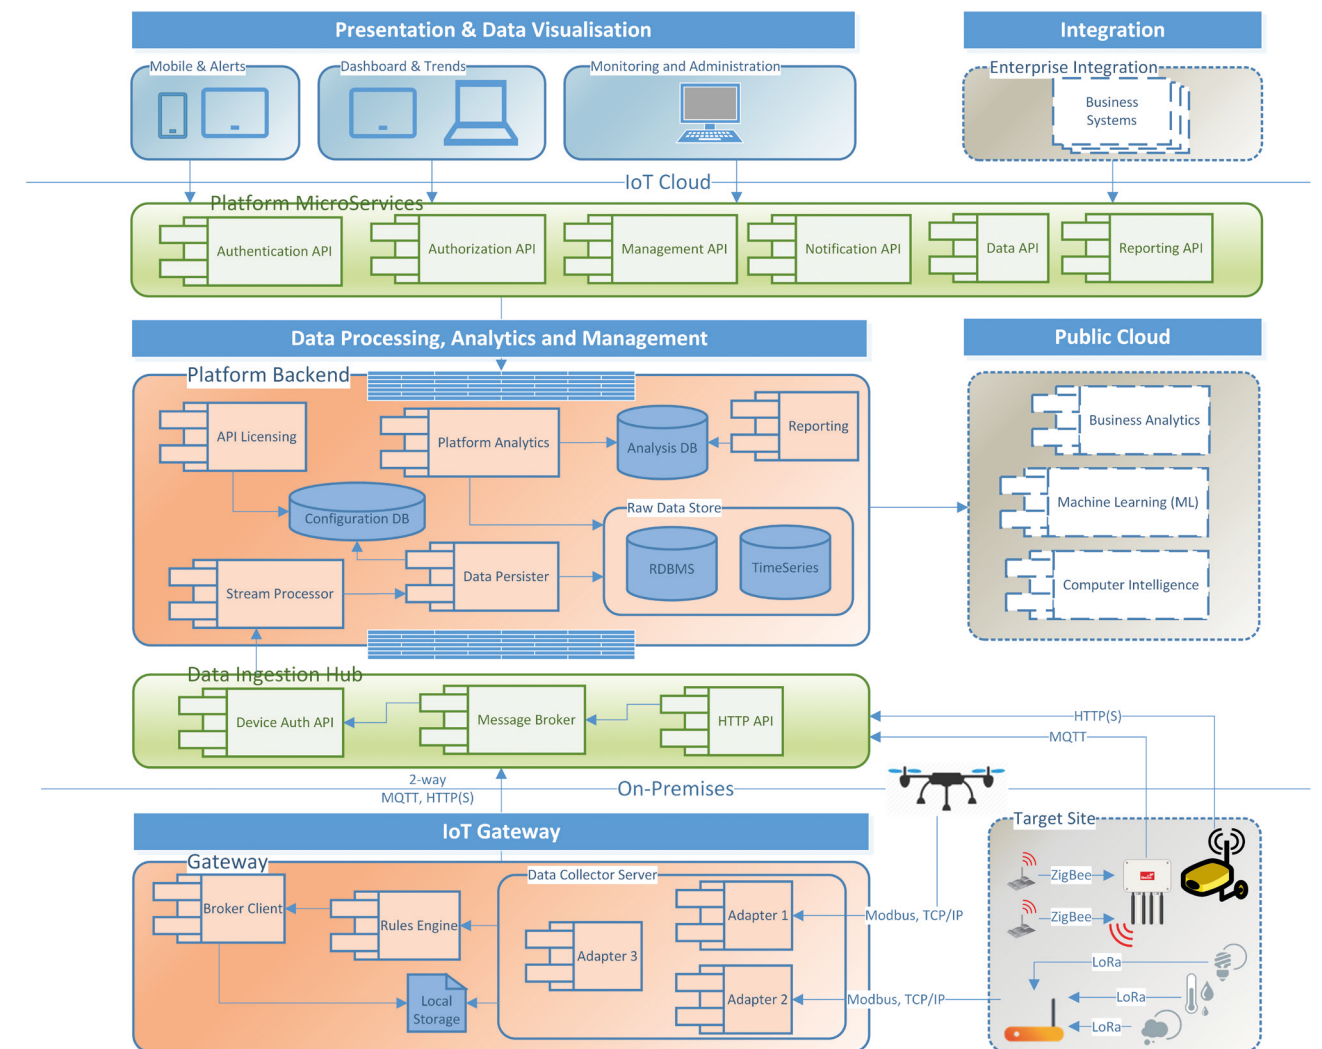 Presentation & Data Visualisation
Integration
Mobile & Alerts
Dashboard & Trends
Monitoring and Administration
Enterprise Integration
Business
Systems
IoT Cloud
Platform MicroServices
Authentication API
Authorization API
Management API
Notification API
Data API
Reporting API
Data Processing, Analytics and Management
Public Cloud
Platform Backend
API Licensing
Platform Analytics
Analysis DB
Reporting
Business Analytics
Configuration DB
Raw Data Store
Machine Learning (ML)
RDBMS
TimeSeries
Data Persister
Stream Processor
Computer Intelligence
Data Ingestion Hub
Device Auth API
Message Broker
HTTP API
HTTP(S)
MQTT
2-way
MQTT, HTTP(S)
On-Premises
IoT Gateway
Target Site
Gateway
Data Collector Server
Broker Client
Rules Engine
Adapter 1
Modbus, TCP/IP
ZigBee
ZigBee
Adapter 3
LoRa
Local
Storage
Adapter 2
Modbus, TCP/IP
LoRa
LoRa